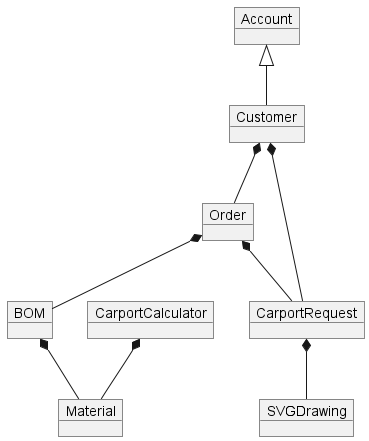 Account
Customer
Order
BOM
CarportCalculator
CarportRequest
Material
SVGDrawing